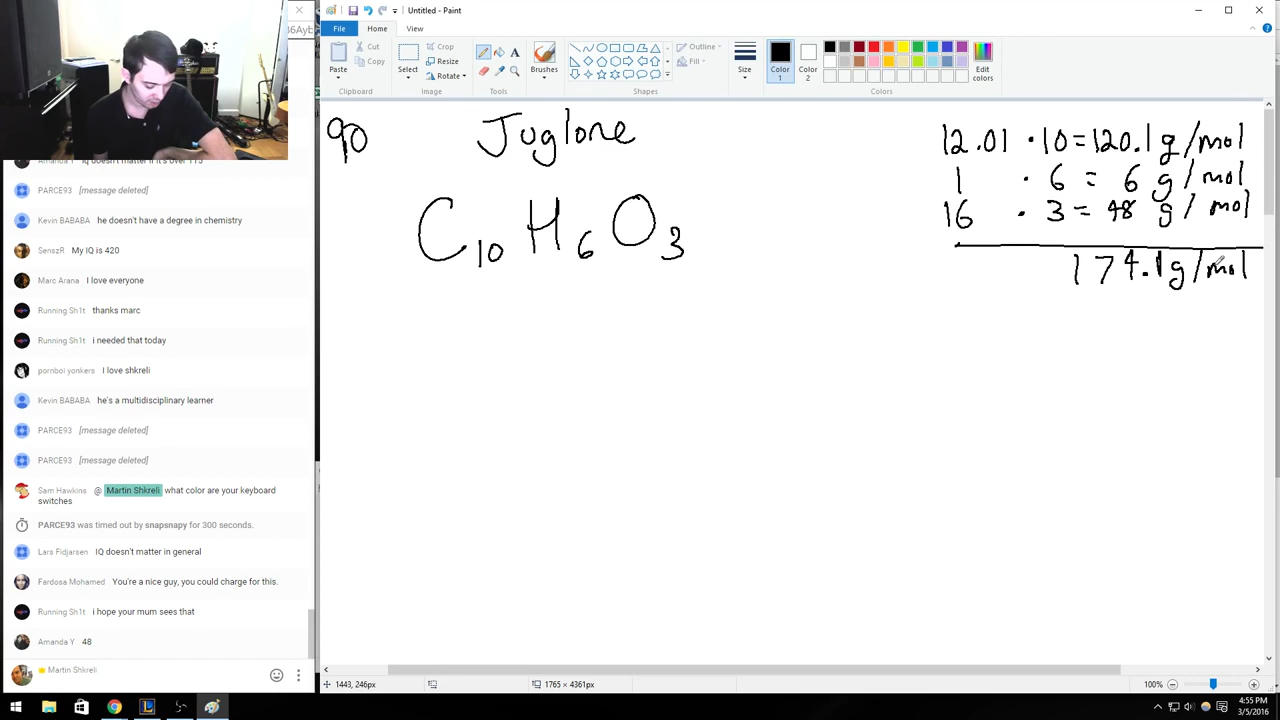 Untitled - Paint
File
Home
View
Paste
Cut
Copy
Clipboard
Select
Crop
Resize
Rotate
Image
Tools
Brushes
Shapes
Outline
Fill
Size
Color
1
Color
2
Edit
colors
Colors
PARCE93 [message deleted]
Kevin BABABA he doesn't have a degree in chemistry
SenszR My IQ is 420
Marc Arana I love everyone
Running Sh1t thanks marc
Running Sh1t i needed that today
pornboi yonkers I love shkreli
Kevin BABABA he's a multidisciplinary learner
PARCE93 [message deleted]
PARCE93 [message deleted]
Sam Hawkins @ Martin Shkreli what color are your keyboard
switches
PARCE93 was timed out by snapsnapy for 300 seconds.
Lars Fidjarsen IQ doesn't matter in general
Fardosa Mohamed You're a nice guy, you could charge for this.
Running Sh1t i hope your mum sees that
Amanda Y 48
Martin Shkreli
90 Juglone
C10H6O3
12.01 · 10 = 120.1 g/mol
1 · 6 = 6 g/mol
16 · 3 = 48 g/mol
174.1g/mol
1443, 246px
1765 × 4361px
100%
4:55 PM
3/5/2016